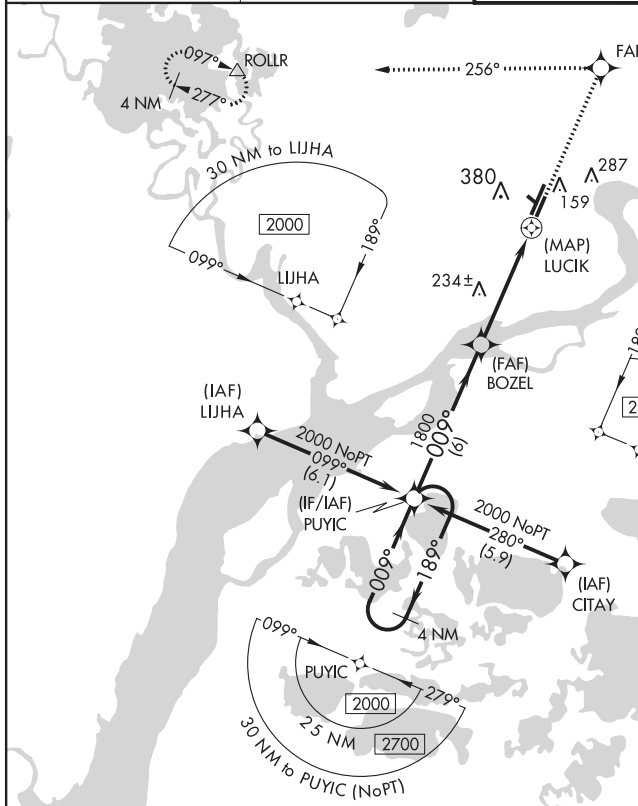 097°
ROLLR
FAI
256°
4 NM
277°
30 NM to LIJHA
380
287
159
2000
189°
(MAP)
LUCIK
099°
LIJHA
234±
189
(FAF)
BOZEL
(IAF)
LIJHA
2
1800
009°
(6)
2000 NoPT
099°
(6.1)
(IF/IAF)
PUYIC
2000 NoPT
280°
(5.9)
009°
189°
(IAF)
CITAY
4 NM
099°
PUYIC
279°
2000
25 NM
2700
30 NM to PUYIC (NoPT)